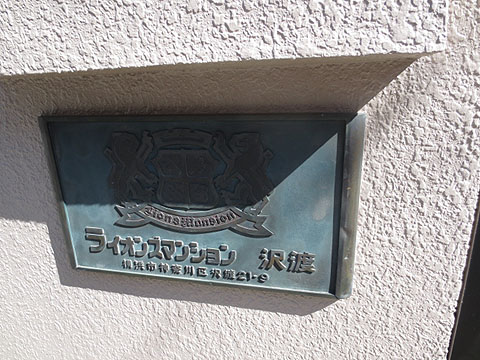 Lions Mansion
ライオンズマンション 沢渡
横浜市神奈川区沢渡21-9